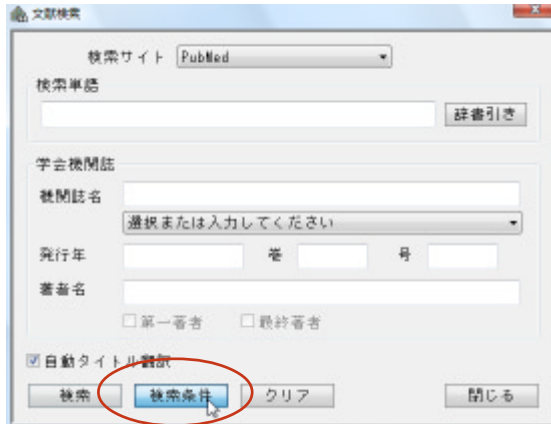 文献検索
検索サイト PubMed
検索単語
辞書引き
学会機関誌
機関誌名
選択または入力してください
発行年 巻 号
著者名
第一著者 最終著者
自動タイトル翻訳
検索 検索条件 クリア 閉じる